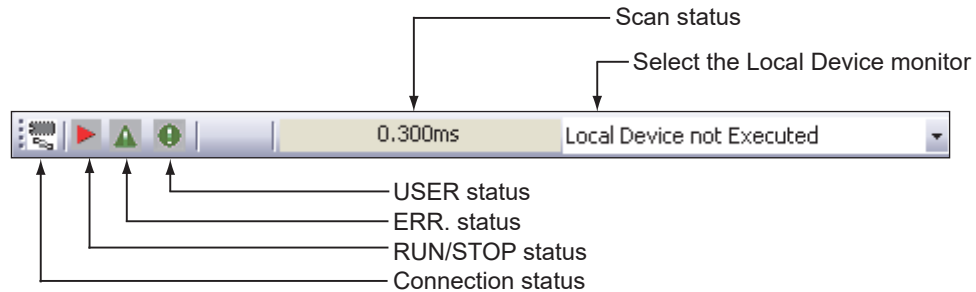 Scan status
Select the Local Device monitor
0.300ms
Local Device not Executed
USER status
ERR. status
RUN/STOP status
Connection status